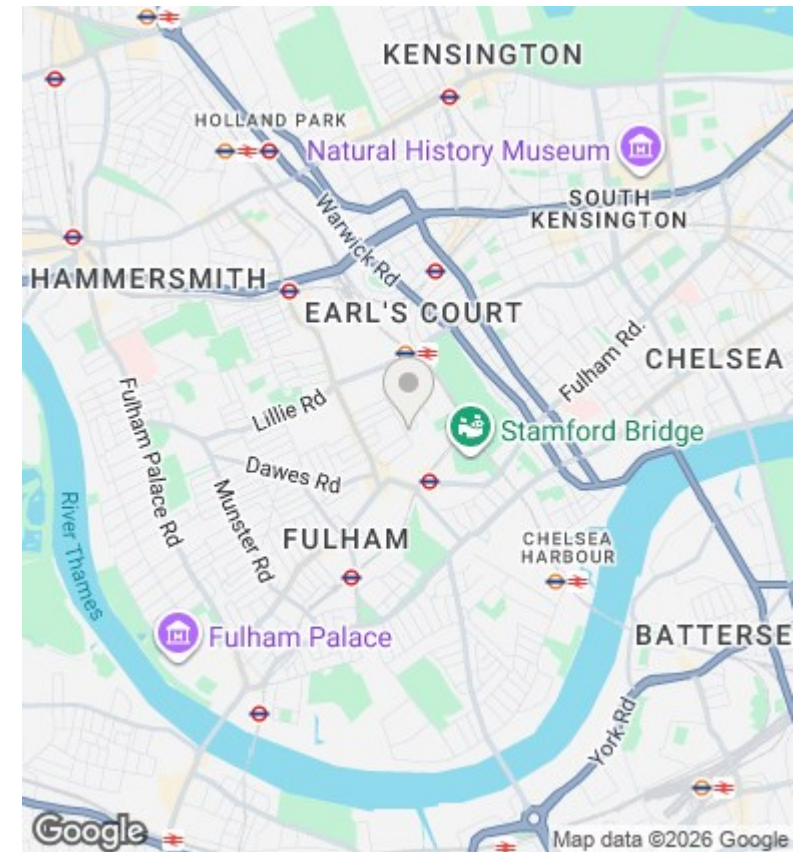 KENSINGTON
HOLLAND PARK
Natural History Museum
SOUTH
KENSINGTON
Warwick Rd
HAMMERSMITH
EARL'S COURT
Fulham Rd.
CHELSEA
Lillie Rd
Fulham Palace Rd
Stamford Bridge
Dawes Rd
Munster Rd
River Thames
FULHAM
CHELSEA
HARBOUR
Fulham Palace
BATTERSE
York Rd
Google
Map data ©2026 Google